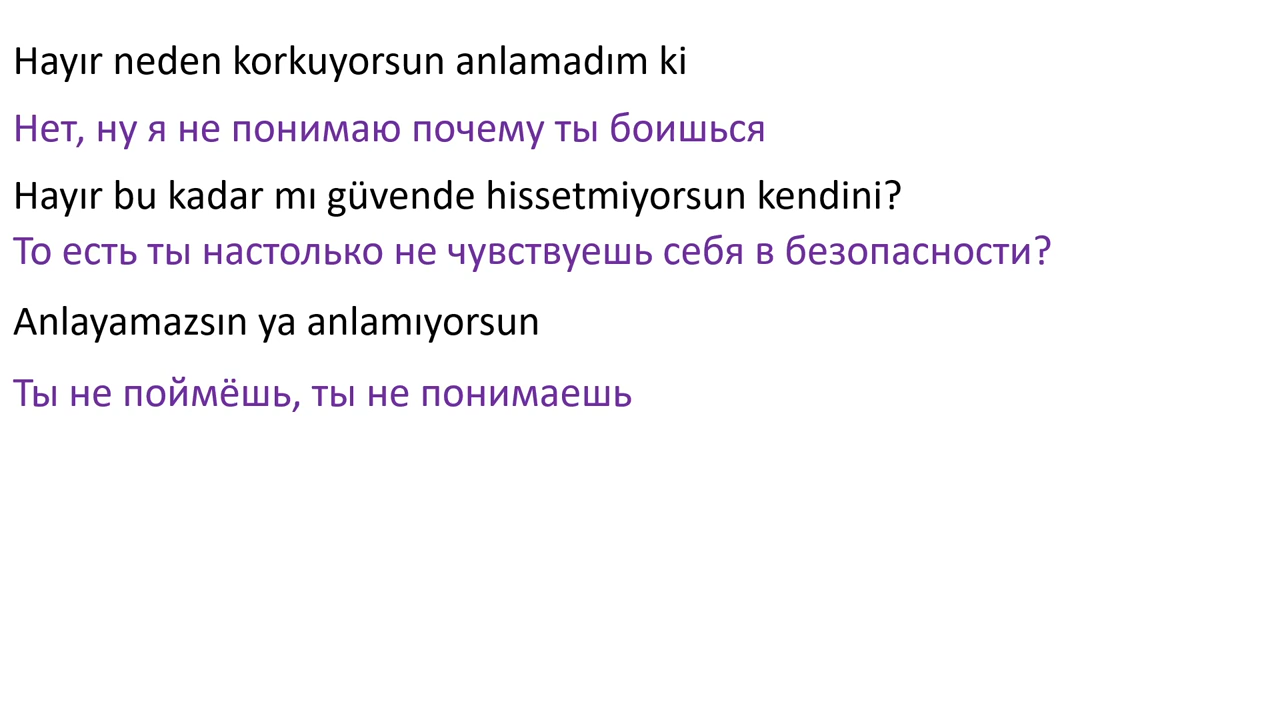 Hayır neden korkuyorsun anlamadım ki
Нет, ну я не понимаю почему ты боишься
Hayır bu kadar mı güvende hissetmiyorsun kendini?
То есть ты настолько не чувствуешь себя в безопасности?
Anlayamazsın ya anlamıyorsun
Ты не поймёшь, ты не понимаешь